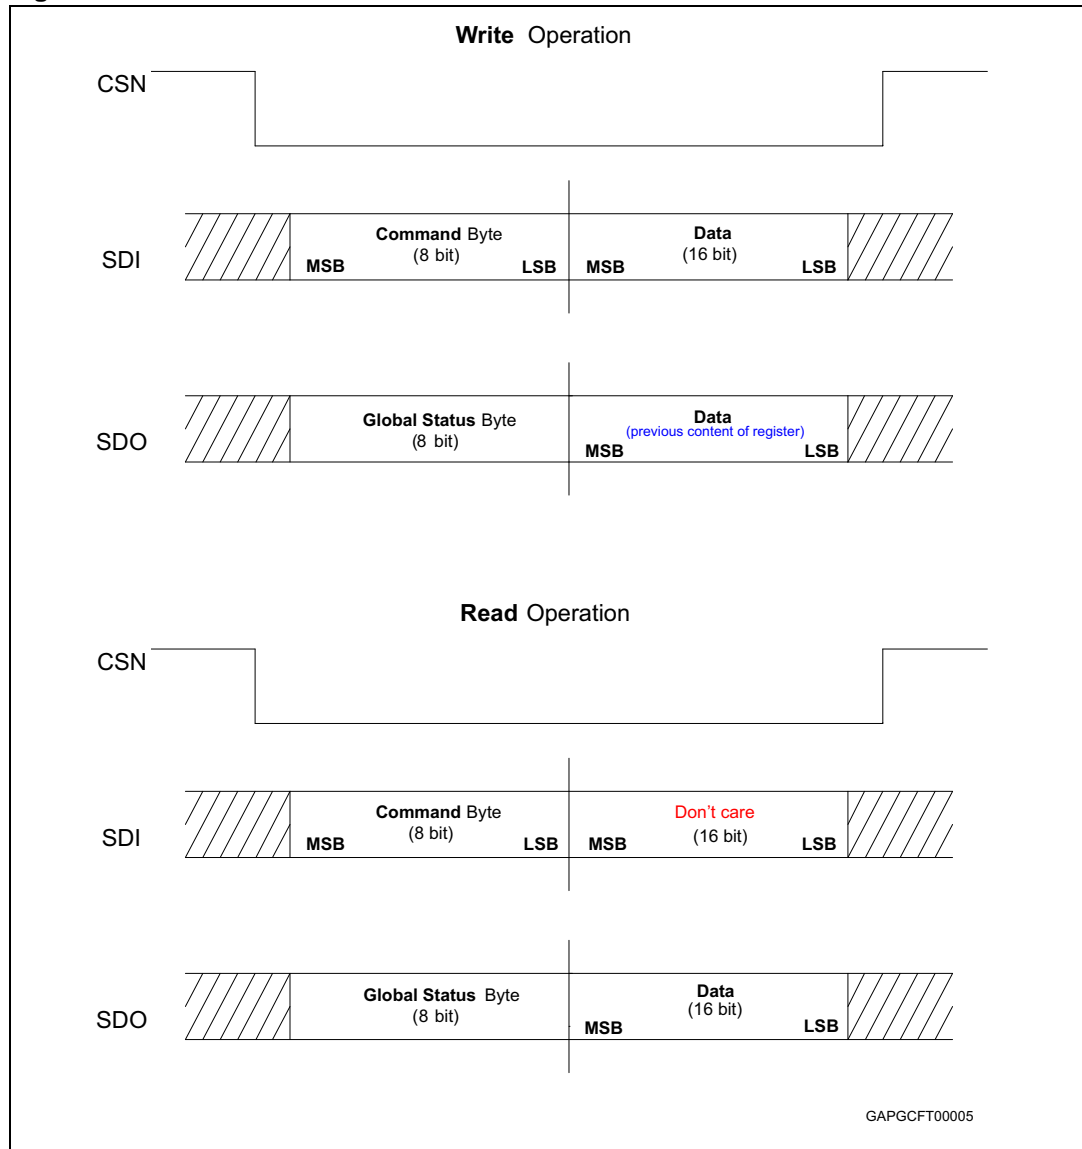 Write Operation
CSN
Command Byte
(8 bit)
MSB LSB
Data
(16 bit)
MSB LSB
SDI
Global Status Byte
(8 bit)
Data
(previous content of register)
MSB LSB
SDO
Read Operation
CSN
Command Byte
(8 bit)
MSB LSB
Don't care
(16 bit)
MSB LSB
SDI
Global Status Byte
(8 bit)
Data
(16 bit)
MSB LSB
SDO
GAPGCFT00005